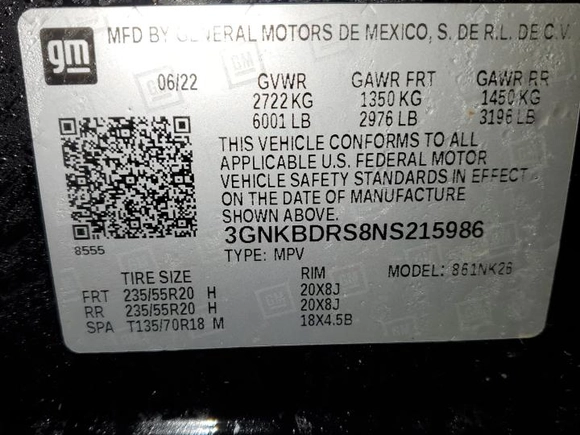 gm
MFD BY GENERAL MOTORS DE MEXICO, S. DE R.L. DE C.V.
06/22 GVWR GAWR FRT GAWR RR
2722 KG 1350 KG 1450 KG
6001 LB 2976 LB 3196 LB
THIS VEHICLE CONFORMS TO ALL
APPLICABLE U.S. FEDERAL MOTOR
VEHICLE SAFETY STANDARDS IN EFFECT
ON THE DATE OF MANUFACTURE
SHOWN ABOVE.
8555
3GNKBDRS8NS215986
TYPE: MPV
TIRE SIZE RIM MODEL: 861NK26
FRT 235/55R20 H 20X8J
RR 235/55R20 H 20X8J
SPA T135/70R18 M 18X4.5B